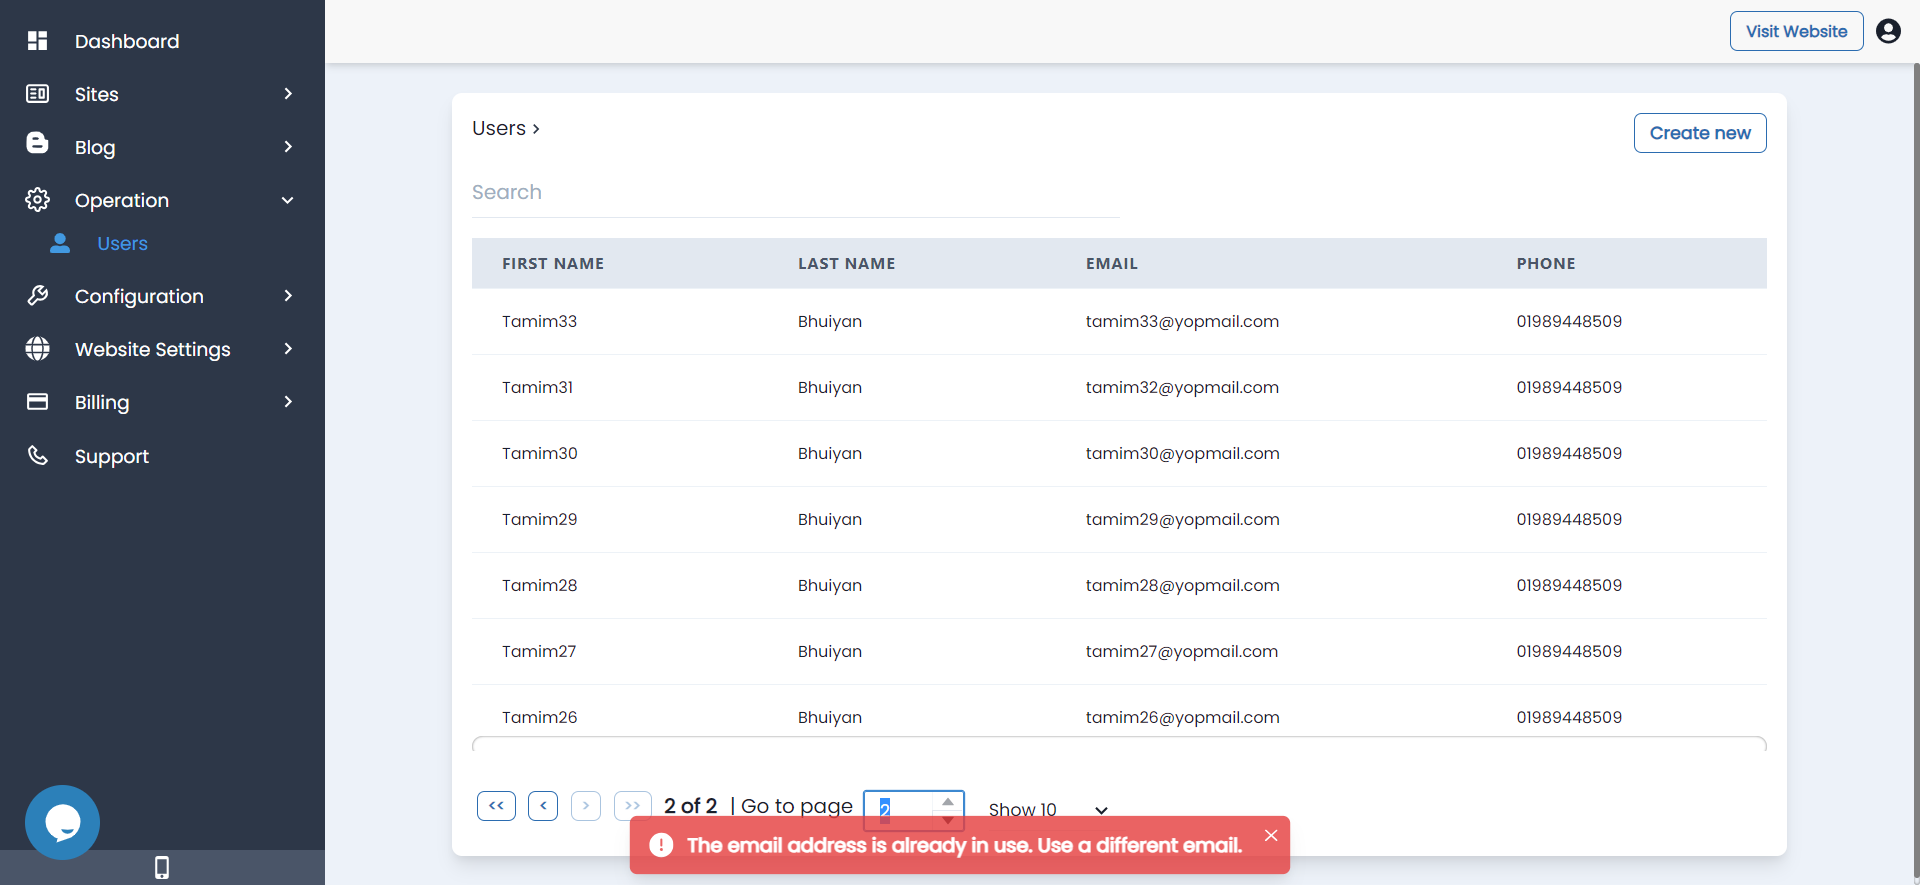 Dashboard
Sites
Blog
Operation
Users
Configuration
Website Settings
Billing
Support
Visit Website
Users ›
Create new
Search
FIRST NAME LAST NAME EMAIL PHONE
Tamim33 Bhuiyan tamim33@yopmail.com 01989448509
Tamim31 Bhuiyan tamim32@yopmail.com 01989448509
Tamim30 Bhuiyan tamim30@yopmail.com 01989448509
Tamim29 Bhuiyan tamim29@yopmail.com 01989448509
Tamim28 Bhuiyan tamim28@yopmail.com 01989448509
Tamim27 Bhuiyan tamim27@yopmail.com 01989448509
Tamim26 Bhuiyan tamim26@yopmail.com 01989448509
<< < > >> 2 of 2 | Go to page 2 Show 10
The email address is already in use. Use a different email.